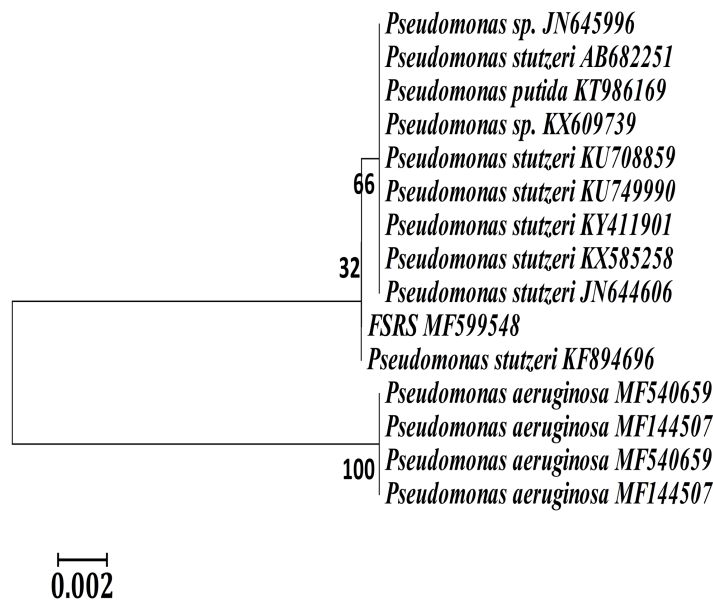 Pseudomonas sp. JN645996
Pseudomonas stutzeri AB682251
Pseudomonas putida KT986169
Pseudomonas sp. KX609739
Pseudomonas stutzeri KU708859
66
Pseudomonas stutzeri KU749990
Pseudomonas stutzeri KY411901
Pseudomonas stutzeri KX585258
32
Pseudomonas stutzeri JN644606
FSRS MF599548
Pseudomonas stutzeri KF894696
Pseudomonas aeruginosa MF540659
Pseudomonas aeruginosa MF144507
Pseudomonas aeruginosa MF540659
100
Pseudomonas aeruginosa MF144507
0.002